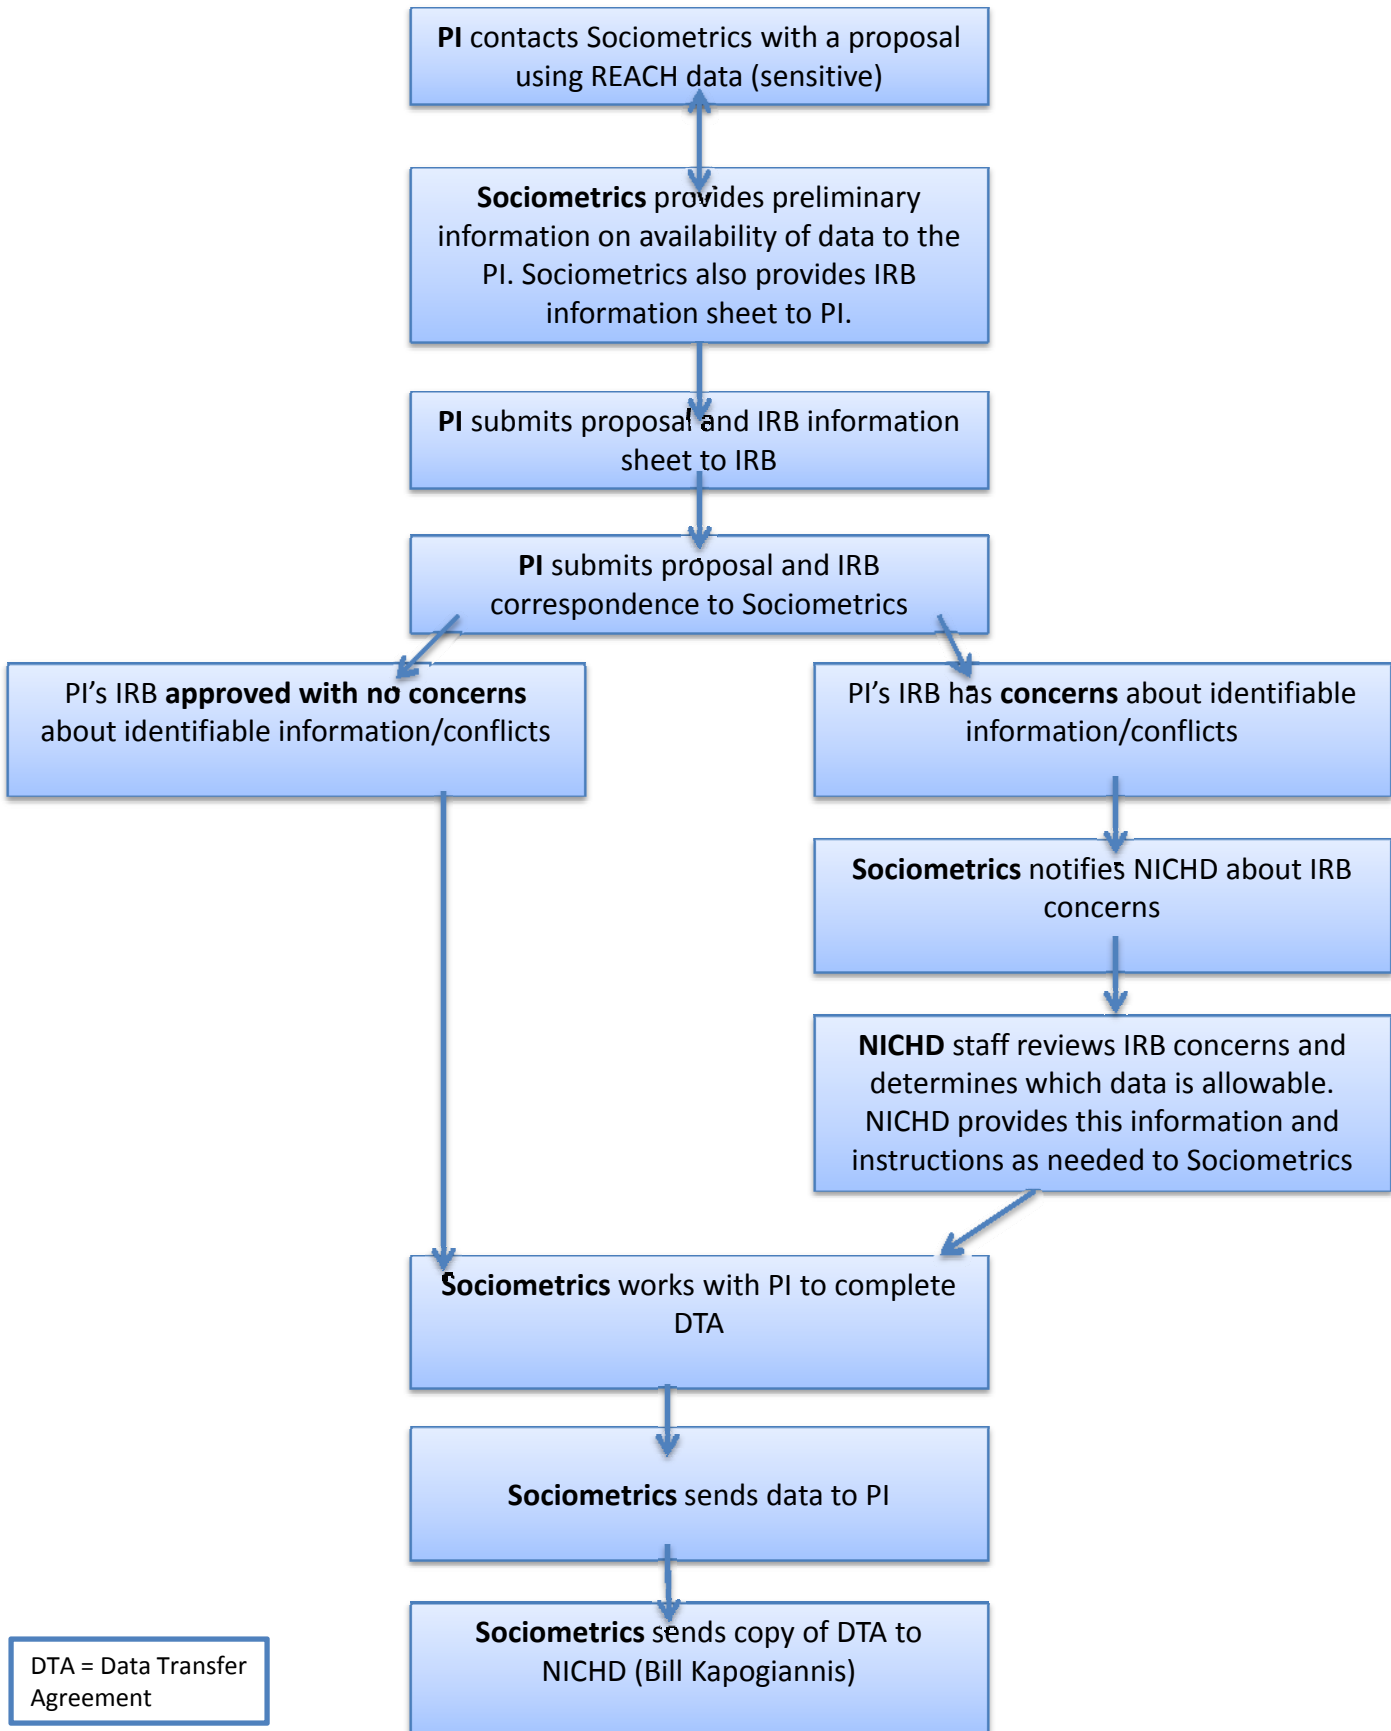 PI contacts Sociometrics with a proposal
using REACH data (sensitive)
Sociometrics provides preliminary
information on availability of data to the
PI. Sociometrics also provides IRB
information sheet to PI.
PI submits proposal and IRB information
sheet to IRB
PI submits proposal and IRB
correspondence to Sociometrics
PI's IRB approved with no concerns
about identifiable information/conflicts
PI's IRB has concerns about identifiable
information/conflicts
Sociometrics notifies NICHD about IRB
concerns
NICHD staff reviews IRB concerns and
determines which data is allowable.
NICHD provides this information and
instructions as needed to Sociometrics
Sociometrics works with PI to complete
DTA
Sociometrics sends data to PI
Sociometrics sends copy of DTA to
NICHD (Bill Kapogiannis)
DTA = Data Transfer
Agreement